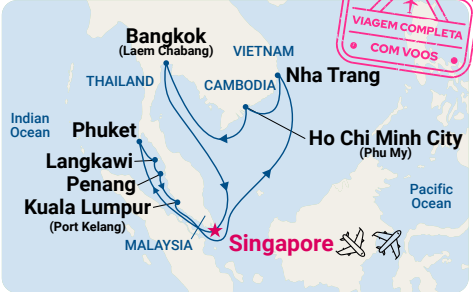 VIAGEM COMPLETA
COM VOOS
Bangkok
(Laem Chabang)
VIETNAM
THAILAND
CAMBODIA
Nha Trang
Indian
Ocean
Phuket
Ho Chi Minh City
(Phu My)
Langkawi
Penang
Kuala Lumpur
(Port Kelang)
Pacific
Ocean
MALAYSIA
Singapore